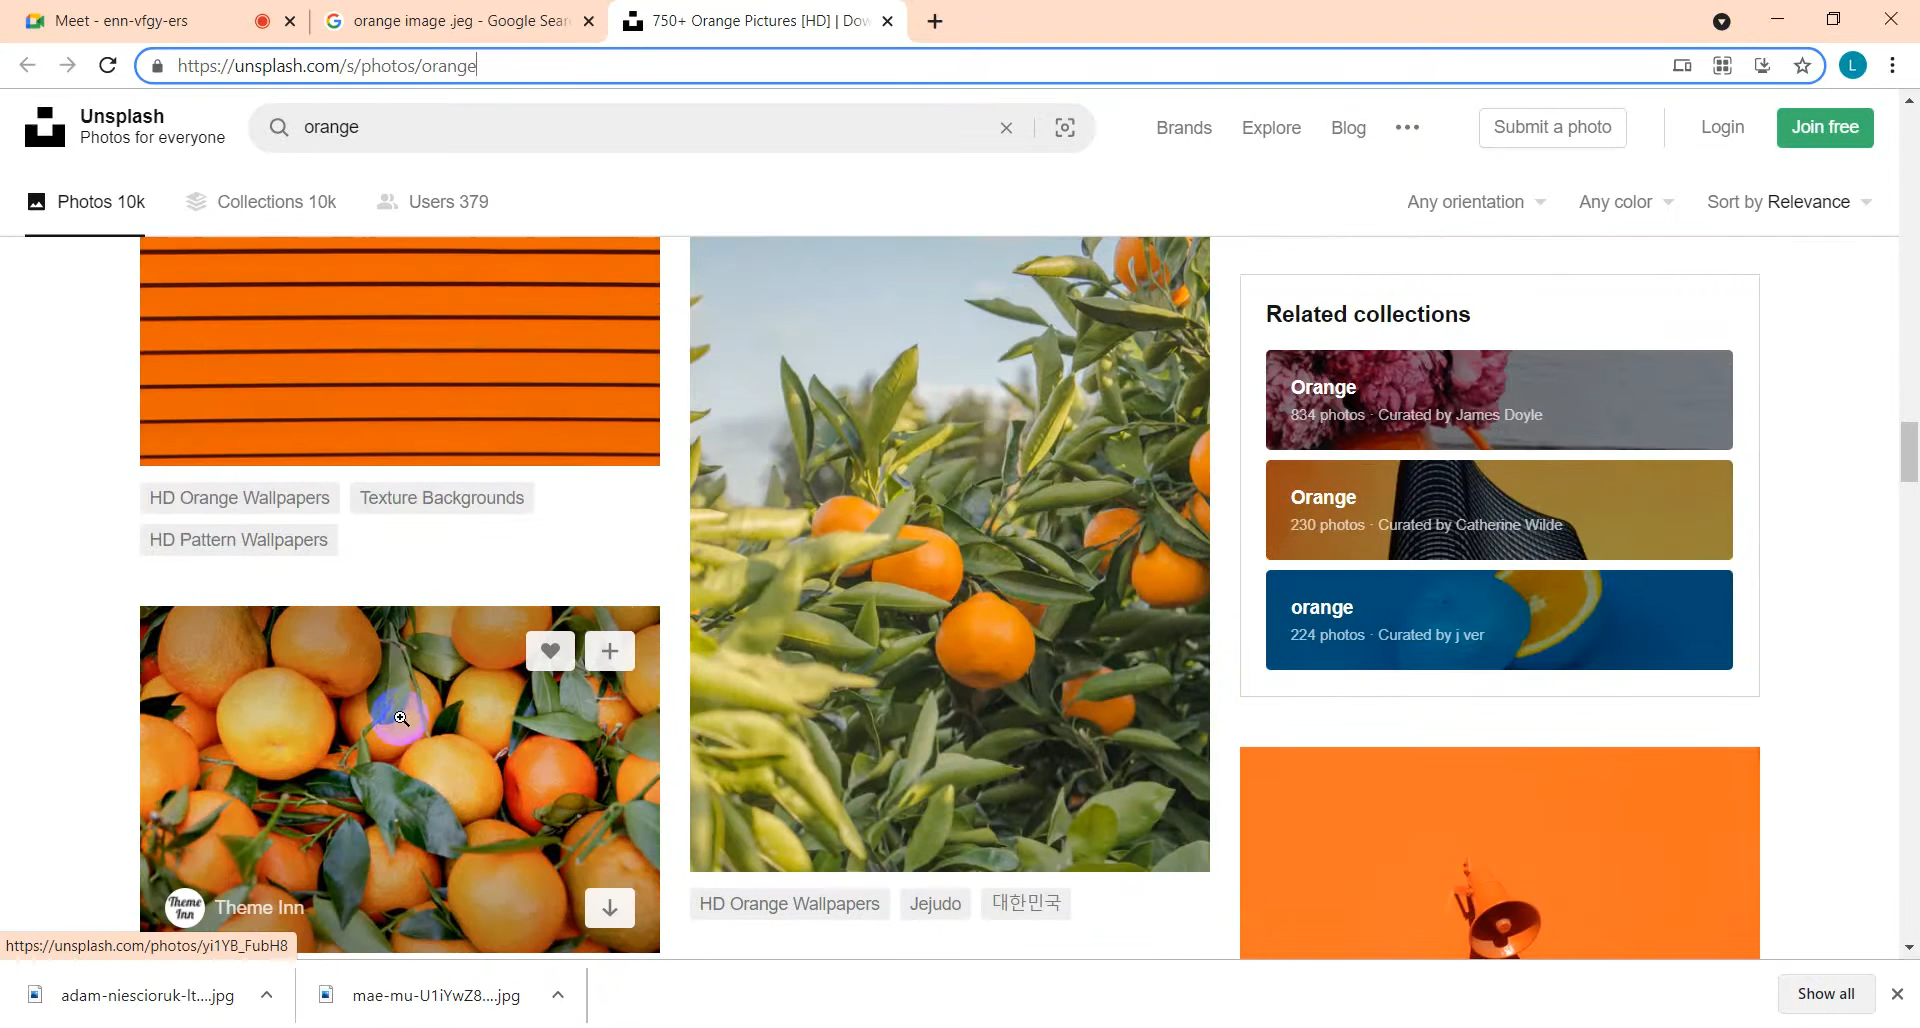 Meet - enn-vfgy-ers
orange image .jeg - Google Sear
750+ Orange Pictures [HD] | Dow
https://unsplash.com/s/photos/orange
L
Unsplash
Photos for everyone
orange
Brands
Explore
Blog
Submit a photo
Login
Join free
Photos 10k
Collections 10k
Users 379
Any orientation
Any color
Sort by Relevance
HD Orange Wallpapers
Texture Backgrounds
HD Pattern Wallpapers
Theme Inn
Theme Inn
HD Orange Wallpapers
Jejudo
대한민국
Related collections
Orange
834 photos · Curated by James Doyle
Orange
230 photos · Curated by Catherine Wilde
orange
224 photos · Curated by j ver
https://unsplash.com/photos/yi1YB_FubH8
adam-niescioruk-lt....jpg
mae-mu-U1iYwZ8....jpg
Show all